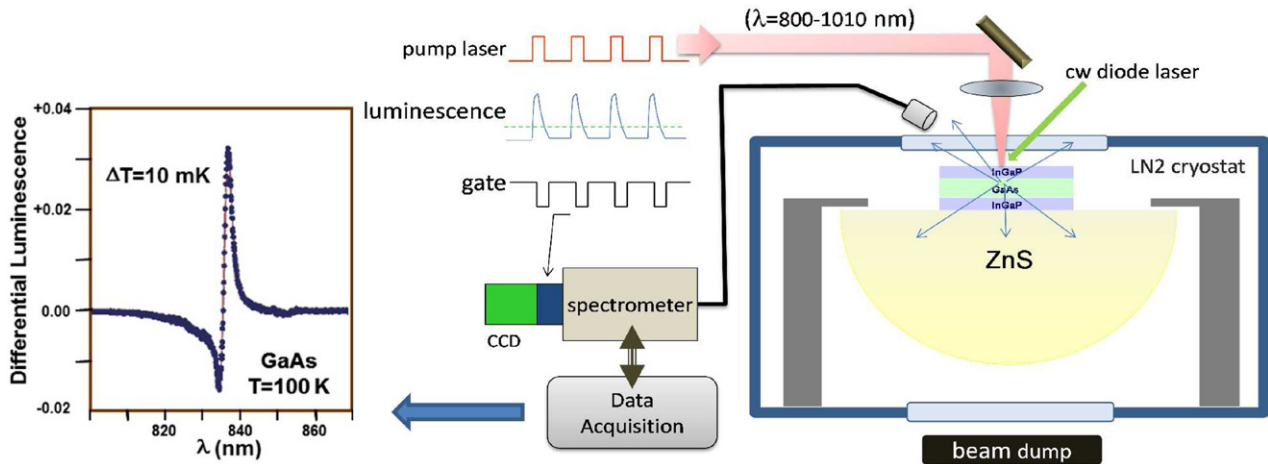 +0.04
+0.02
0.00
-0.02
Differential Luminescence
ΔT=10 mK
GaAs
T=100 K
820
840
860
λ (nm)
pump laser
luminescence
gate
(λ=800-1010 nm)
cw diode laser
LN2 cryostat
InGaP
GaAs
InGaP
ZnS
spectrometer
CCD
Data
Acquisition
beam dump